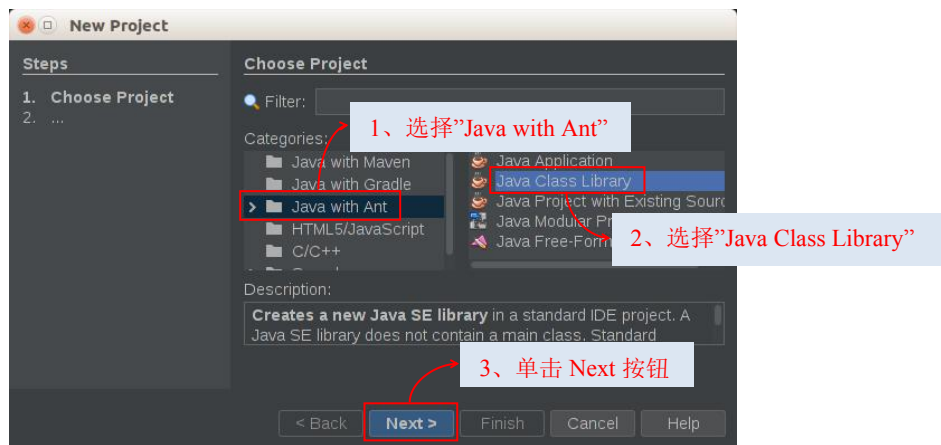 New Project
Steps
1. Choose Project
2. ...
Choose Project
Filter:
1、选择”Java with Ant”
Categories:
Java with Maven
Java with Gradle
Java with Ant
HTML5/JavaScript
C/C++
Java Application
Java Class Library
Java Project with Existing Sourc
Java Modular Pr
Java Free-Form
2、选择”Java Class Library”
Description:
Creates a new Java SE library in a standard IDE project. A
Java SE library does not contain a main class. Standard
3、单击 Next 按钮
< Back
Next >
Finish
Cancel
Help